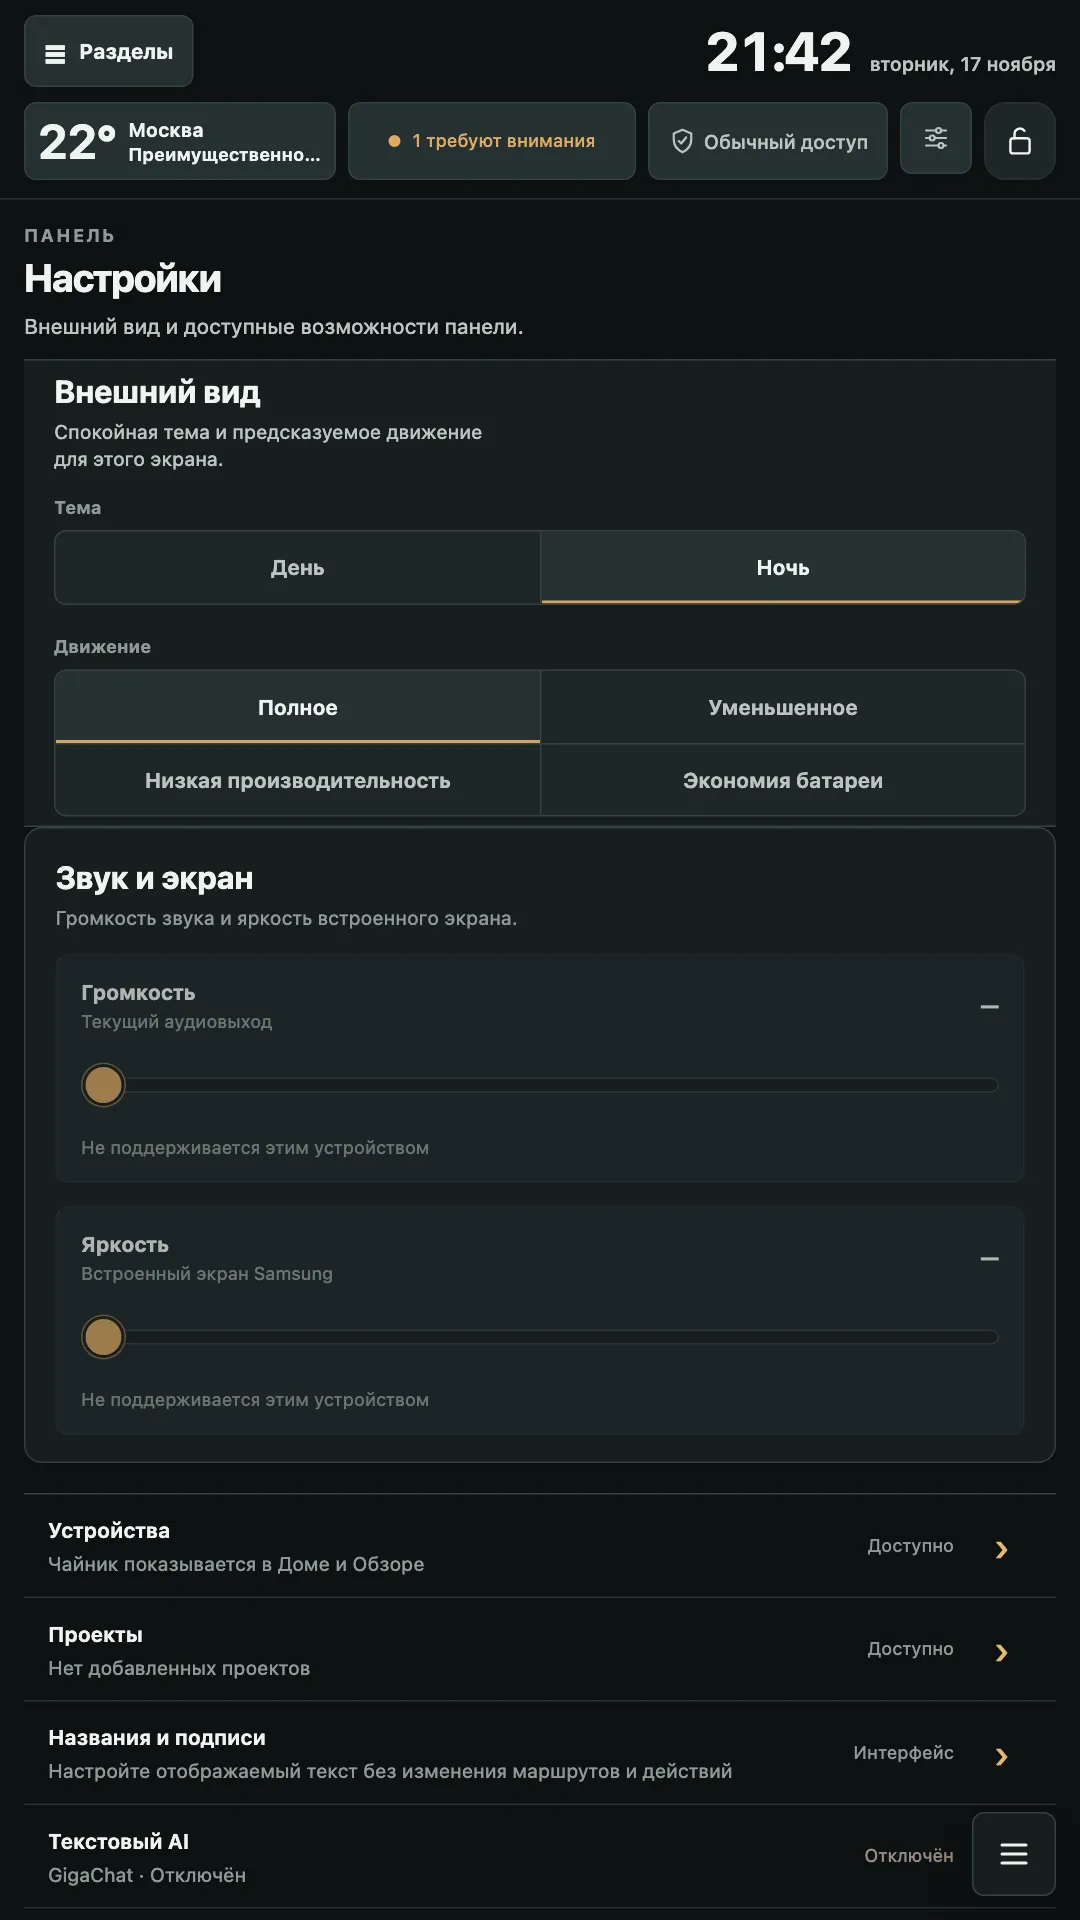 Разделы
21:42 вторник, 17 ноября
22° Москва
Преимущественно...
1 требуют внимания
Обычный доступ
ПАНЕЛЬ
Настройки
Внешний вид и доступные возможности панели.
Внешний вид
Спокойная тема и предсказуемое движение
для этого экрана.
Тема
День
Ночь
Движение
Полное
Уменьшенное
Низкая производительность
Экономия батареи
Звук и экран
Громкость звука и яркость встроенного экрана.
Громкость
Текущий аудиовыход
—
Не поддерживается этим устройством
Яркость
Встроенный экран Samsung
—
Не поддерживается этим устройством
Устройства
Чайник показывается в Доме и Обзоре
Доступно
Проекты
Нет добавленных проектов
Доступно
Названия и подписи
Настройте отображаемый текст без изменения маршрутов и действий
Интерфейс
Текстовый AI
GigaChat · Отключён
Отключён